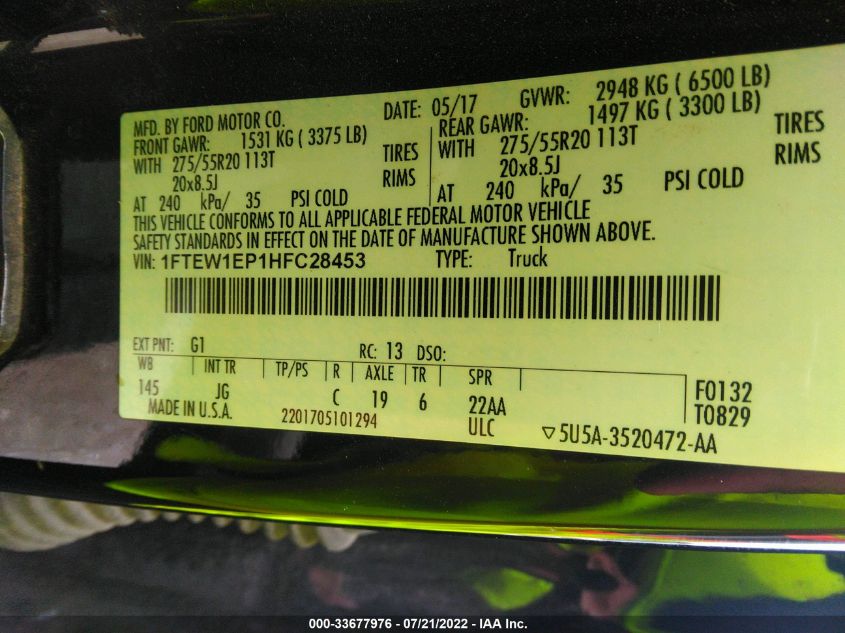 MFD. BY FORD MOTOR CO. DATE: 05/17 GVWR: 2948 KG ( 6500 LB)
FRONT GAWR: 1531 KG ( 3375 LB) REAR GAWR: 1497 KG ( 3300 LB)
WITH 275/55R20 113T TIRES WITH 275/55R20 113T TIRES
20x8.5J RIMS 20x8.5J RIMS
AT 240 kPa/ 35 PSI COLD AT 240 kPa/ 35 PSI COLD
THIS VEHICLE CONFORMS TO ALL APPLICABLE FEDERAL MOTOR VEHICLE
SAFETY STANDARDS IN EFFECT ON THE DATE OF MANUFACTURE SHOWN ABOVE.
VIN: 1FTEW1EP1HFC28453 TYPE: Truck
EXT PNT: G1 RC: 13 DSO:
WB INT TR TP/PS R AXLE TR SPR
145 JG C 19 6 22AA F0132
MADE IN U.S.A. 2201705101294 ULC T0829
▽5U5A-3520472-AA
000-33677976 / 07/21/2022 - IAA Inc.